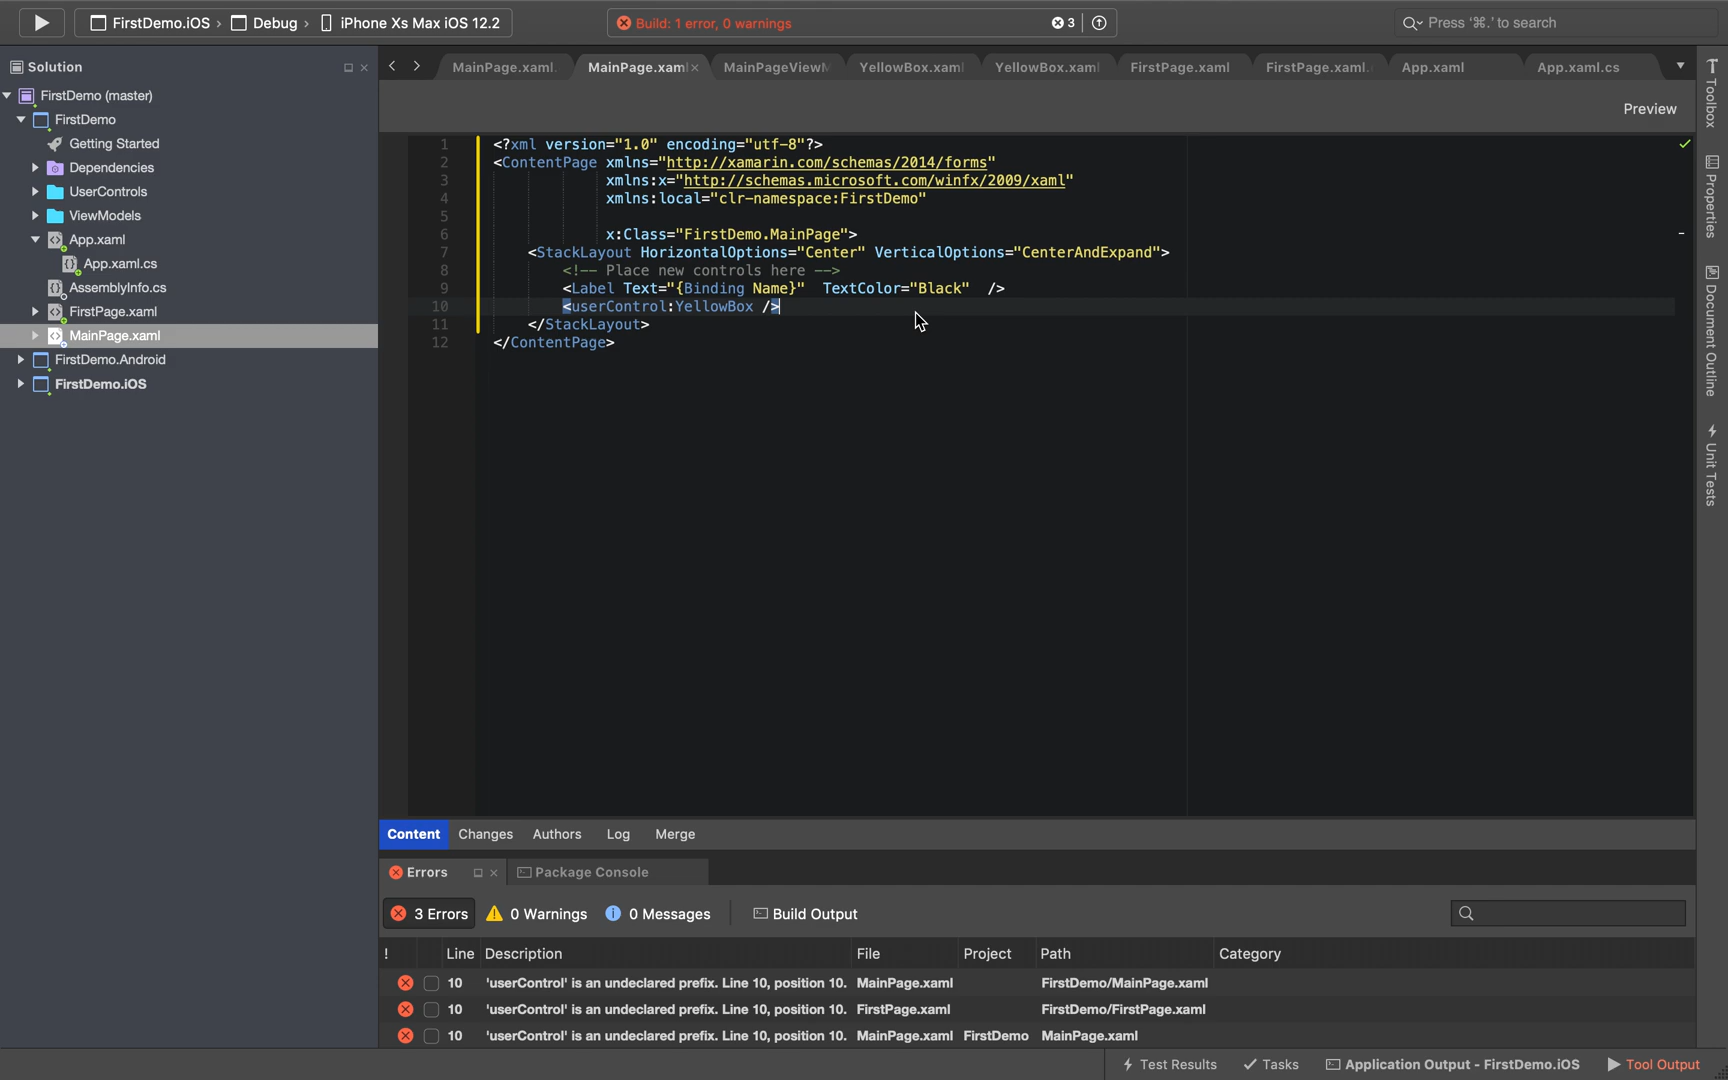 FirstDemo.iOS › Debug › iPhone Xs Max iOS 12.2
Build: 1 error, 0 warnings
3
Press '⌘.' to search
Solution
MainPage.xaml.
MainPage.xaml
MainPageViewM
YellowBox.xaml
YellowBox.xaml
FirstPage.xaml
FirstPage.xaml.
App.xaml
App.xaml.cs
Preview
FirstDemo (master)
FirstDemo
Getting Started
Dependencies
UserControls
ViewModels
App.xaml
App.xaml.cs
AssemblyInfo.cs
FirstPage.xaml
MainPage.xaml
FirstDemo.Android
FirstDemo.iOS
1 <?xml version="1.0" encoding="utf-8"?>
2 <ContentPage xmlns="http://xamarin.com/schemas/2014/forms"
3 xmlns:x="http://schemas.microsoft.com/winfx/2009/xaml"
4 xmlns:local="clr-namespace:FirstDemo"
5
6 x:Class="FirstDemo.MainPage">
7 <StackLayout HorizontalOptions="Center" VerticalOptions="CenterAndExpand">
8 <!-- Place new controls here -->
9 <Label Text="{Binding Name}"  TextColor="Black"  />
10 <userControl:YellowBox />
11 </StackLayout>
12 </ContentPage>
Toolbox
Properties
Document Outline
Unit Tests
Content Changes Authors Log Merge
Errors
Package Console
3 Errors 0 Warnings 0 Messages Build Output
! Line Description File Project Path Category
10 'userControl' is an undeclared prefix. Line 10, position 10. MainPage.xaml FirstDemo/MainPage.xaml
10 'userControl' is an undeclared prefix. Line 10, position 10. FirstPage.xaml FirstDemo/FirstPage.xaml
10 'userControl' is an undeclared prefix. Line 10, position 10. MainPage.xaml FirstDemo MainPage.xaml
Test Results Tasks Application Output - FirstDemo.iOS Tool Output